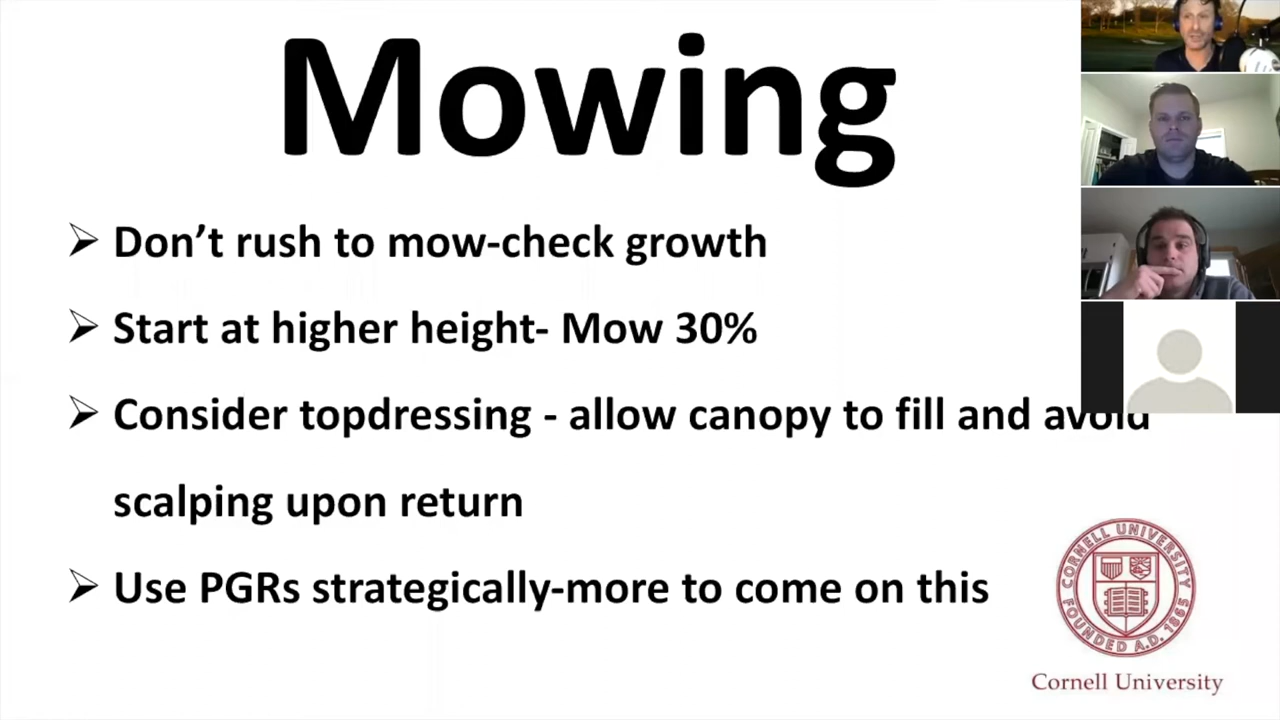 Mowing
Don’t rush to mow-check growth
Start at higher height- Mow 30%
Consider topdressing - allow canopy to fill and avoid
scalping upon return
Use PGRs strategically-more to come on this
CORNELL UNIVERSITY
FOUNDED A.D. 1865
Cornell University